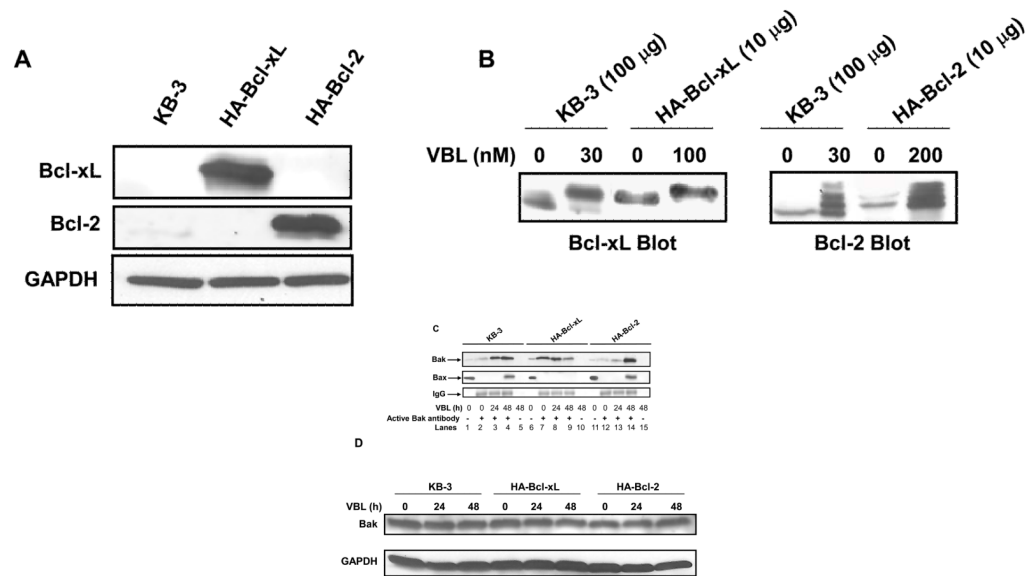 A
KB-3
HA-Bcl-xL
HA-Bcl-2
Bcl-xL
Bcl-2
GAPDH
B
KB-3 (100 μg)
HA-Bcl-xL (10 μg)
KB-3 (100 μg)
HA-Bcl-2 (10 μg)
VBL (nM) 0 30 0 100 0 30 0 200
Bcl-xL Blot
Bcl-2 Blot
C
KB-3
HA-Bcl-xL
HA-Bcl-2
Bak
Bax
IgG
VBL (h) 0 0 24 48 48 0 0 24 48 48 0 0 24 48 48
Active Bak antibody - + + + - - + + + - - + + + -
Lanes 1 2 3 4 5 6 7 8 9 10 11 12 13 14 15
D
KB-3 HA-Bcl-xL HA-Bcl-2
VBL (h) 0 24 48 0 24 48 0 24 48
Bak
GAPDH